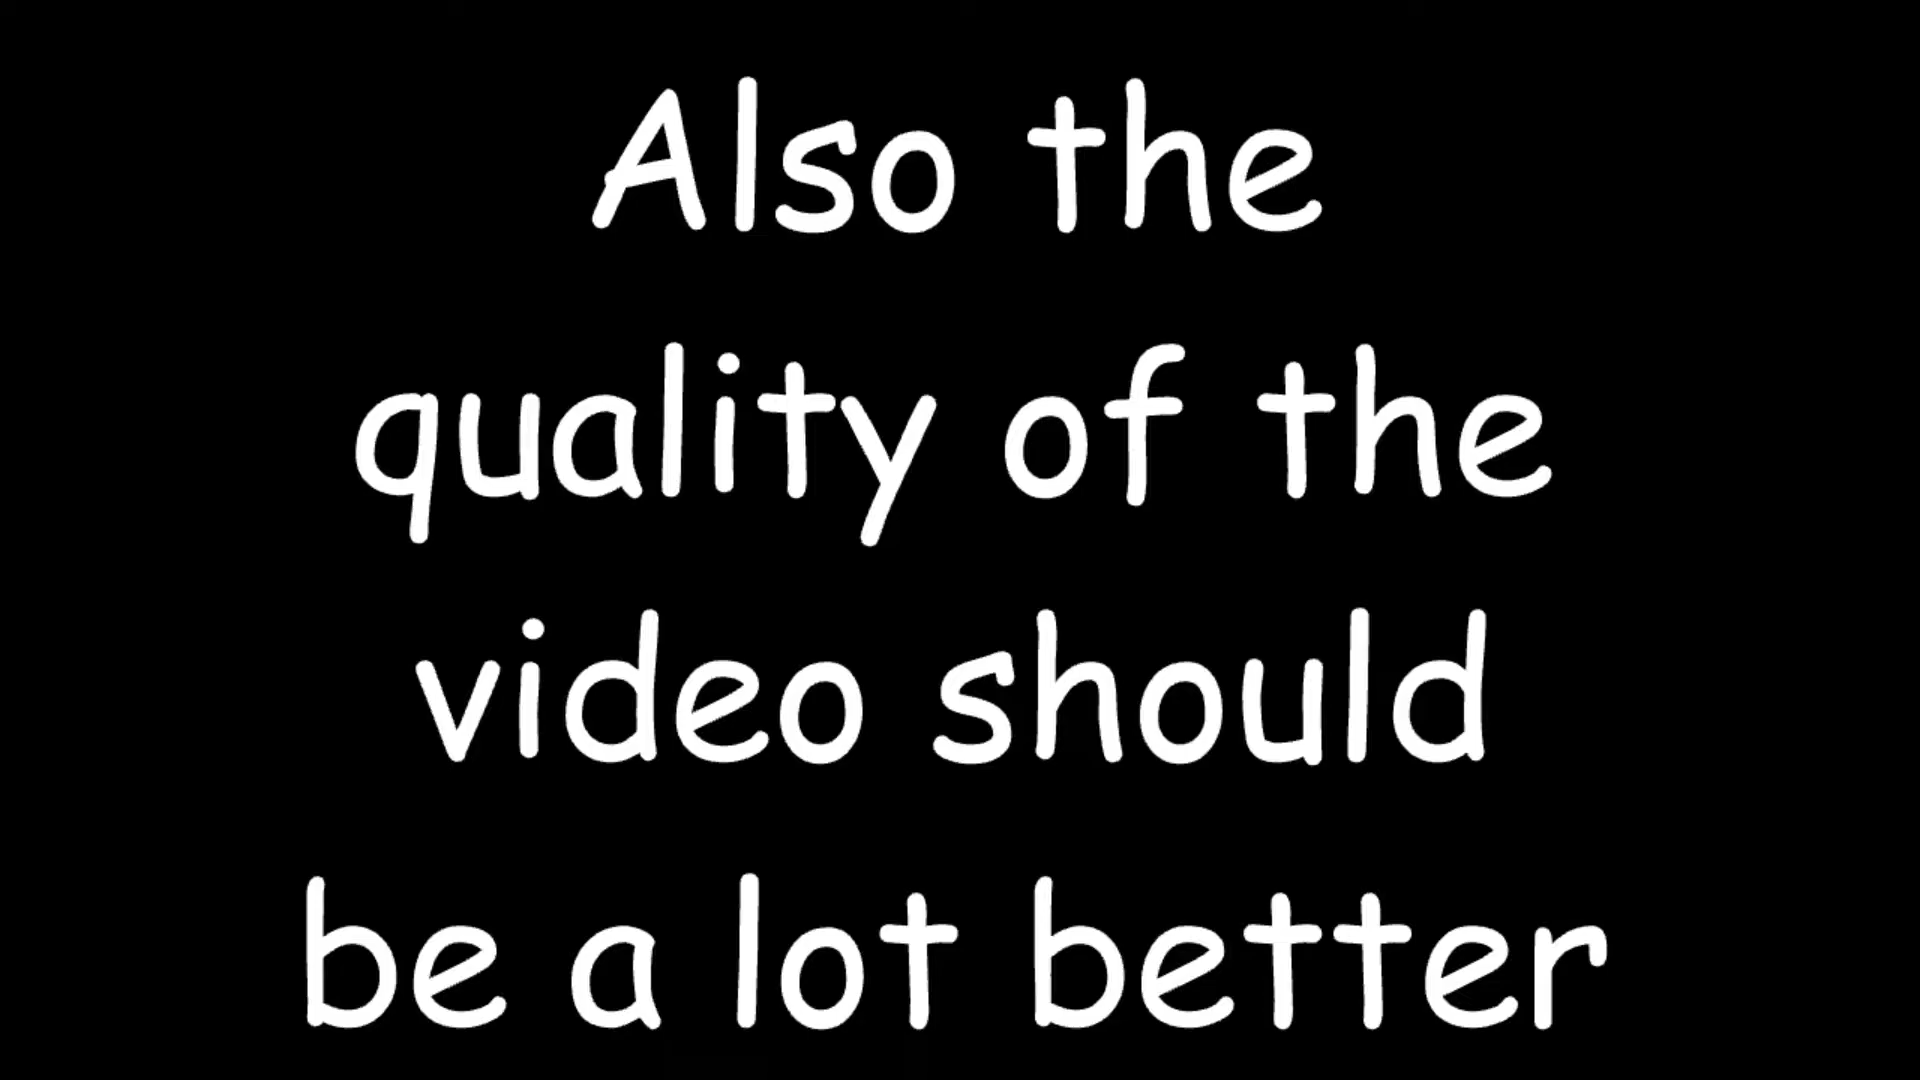 Also the
quality of the
video should
be a lot better